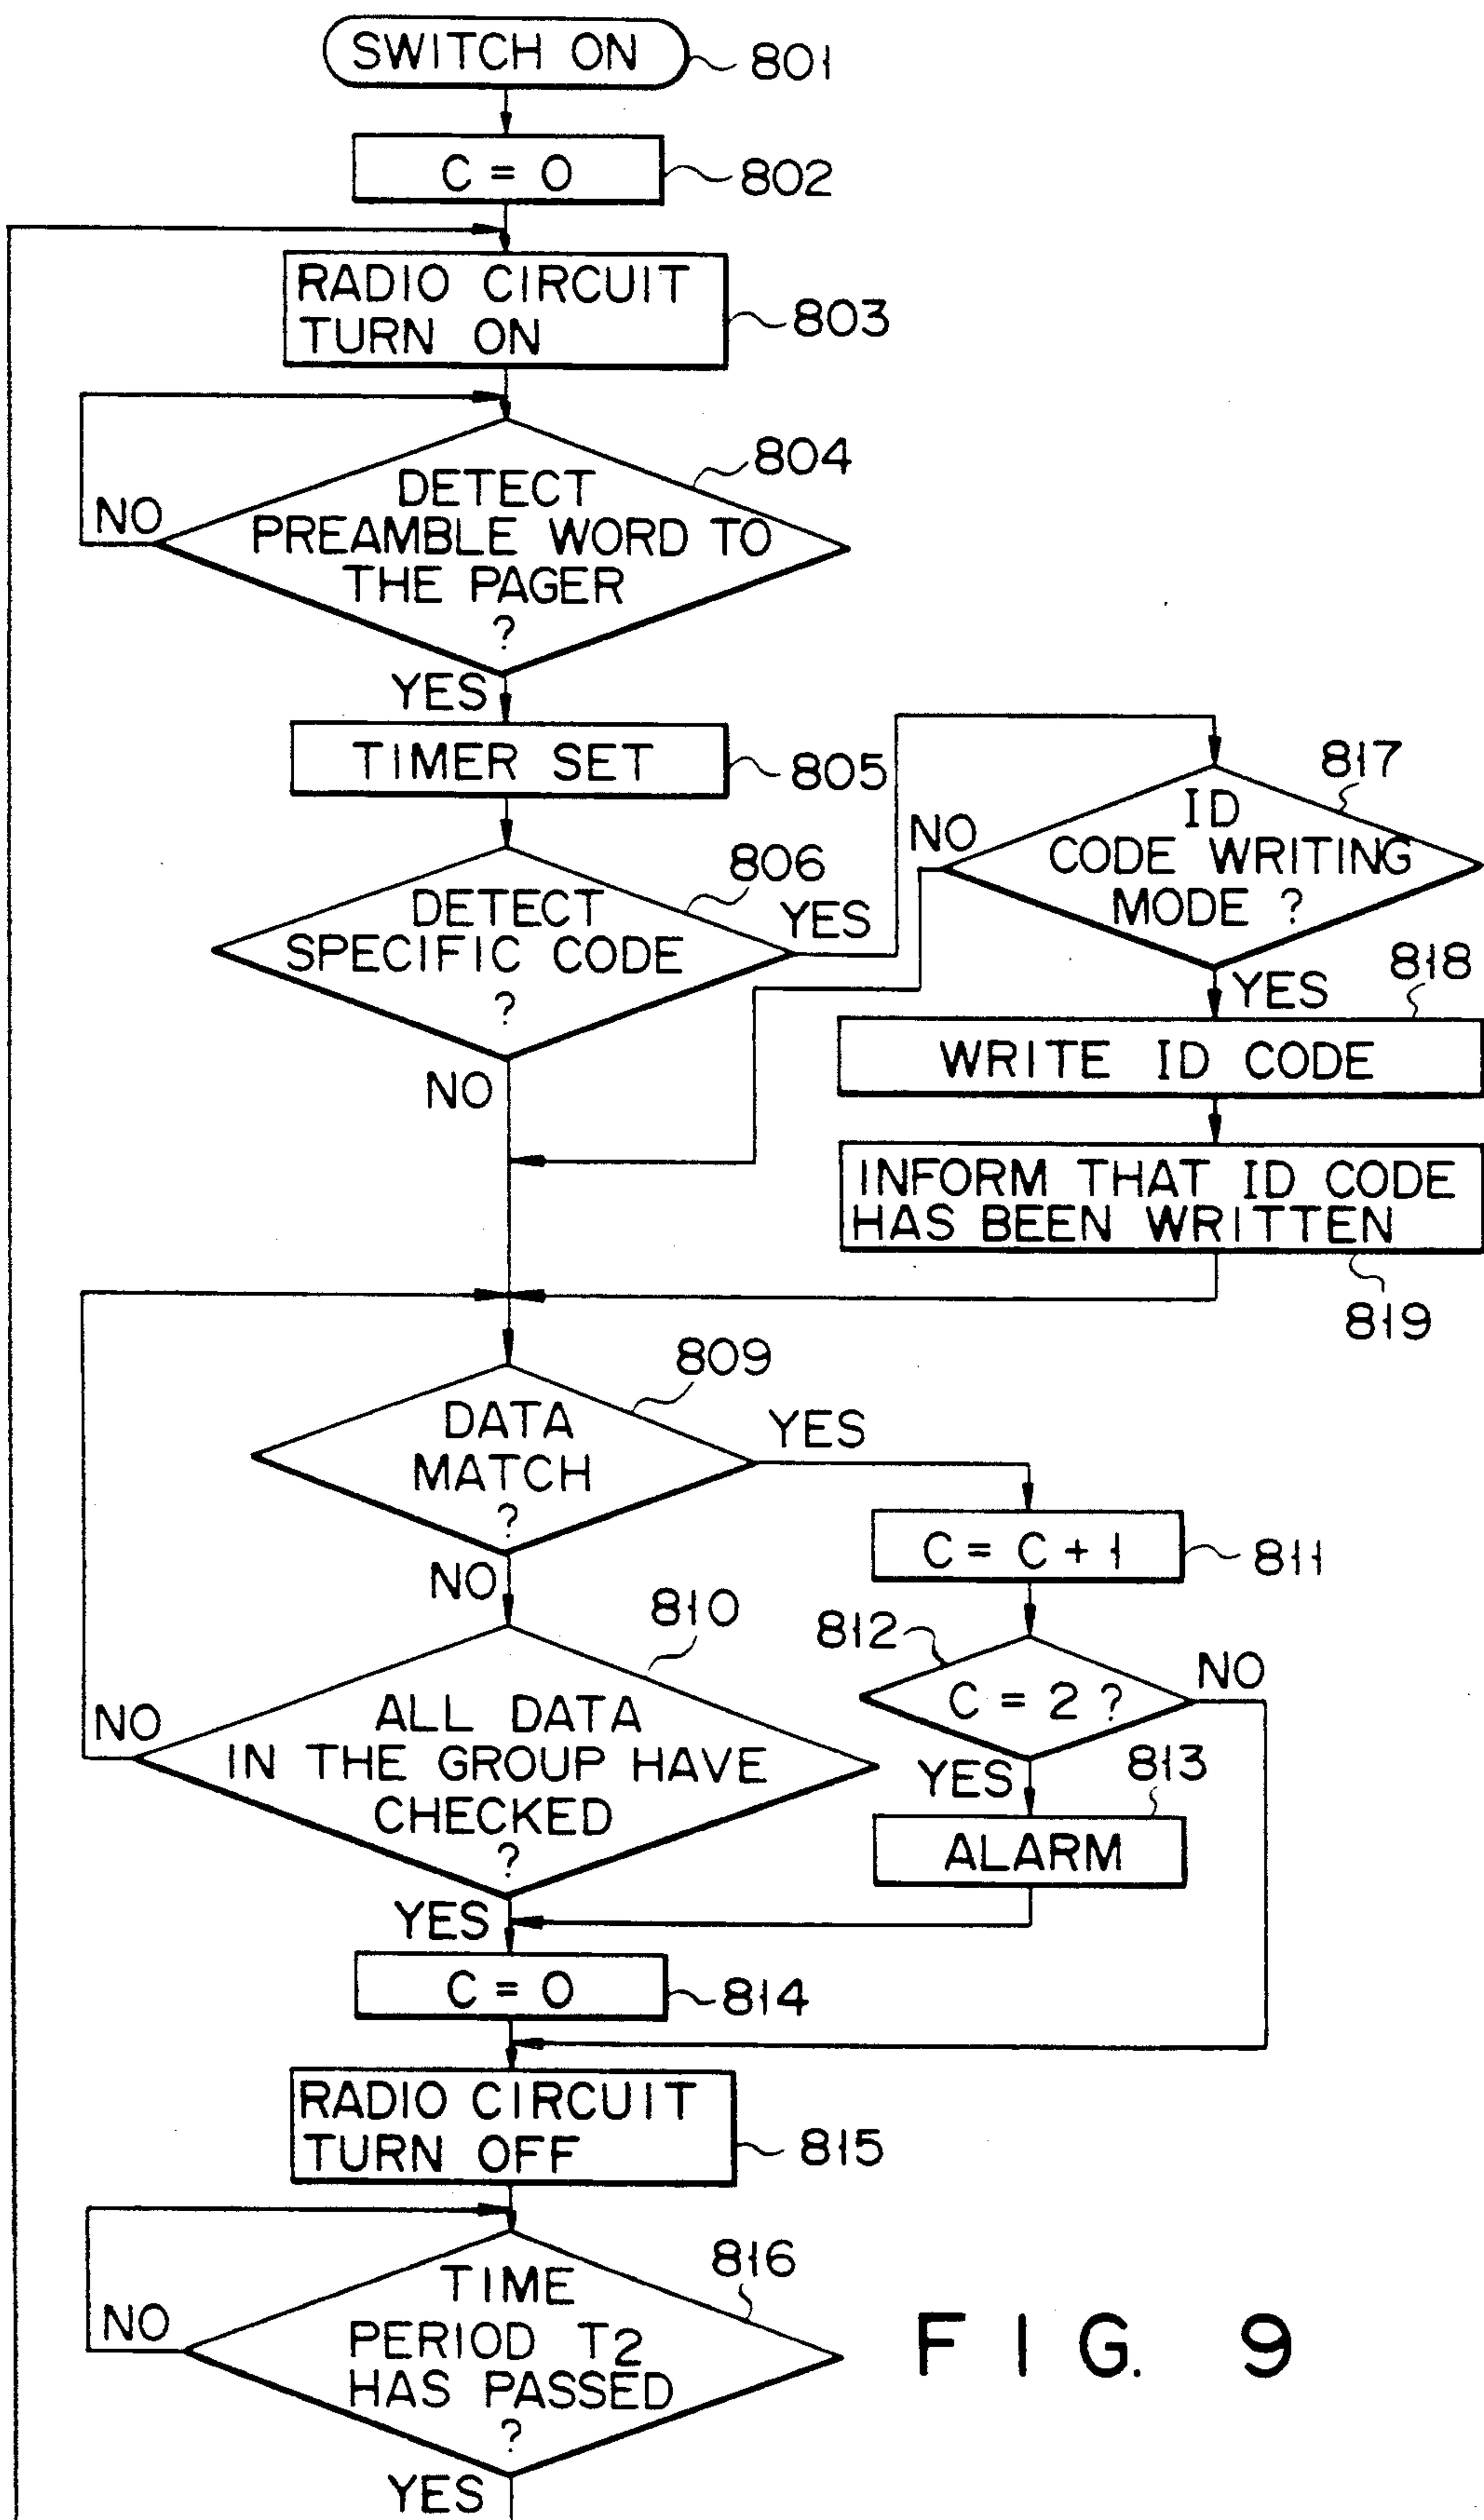 SWITCH ON
801
C = 0
802
RADIO CIRCUIT
TURN ON
803
804
DETECT
PREAMBLE WORD TO
THE PAGER
?
NO
YES
TIMER SET
805
806
DETECT
SPECIFIC CODE
?
YES
NO
817
ID
CODE WRITING
MODE ?
NO
YES
818
WRITE ID CODE
INFORM THAT ID CODE
HAS BEEN WRITTEN
819
809
DATA
MATCH
?
YES
NO
C = C + 1
811
812
C = 2 ?
NO
YES
813
ALARM
810
ALL DATA
IN THE GROUP HAVE
CHECKED
?
NO
YES
C = 0
814
RADIO CIRCUIT
TURN OFF
815
816
TIME
PERIOD T2
HAS PASSED
?
NO
YES
FIG. 9